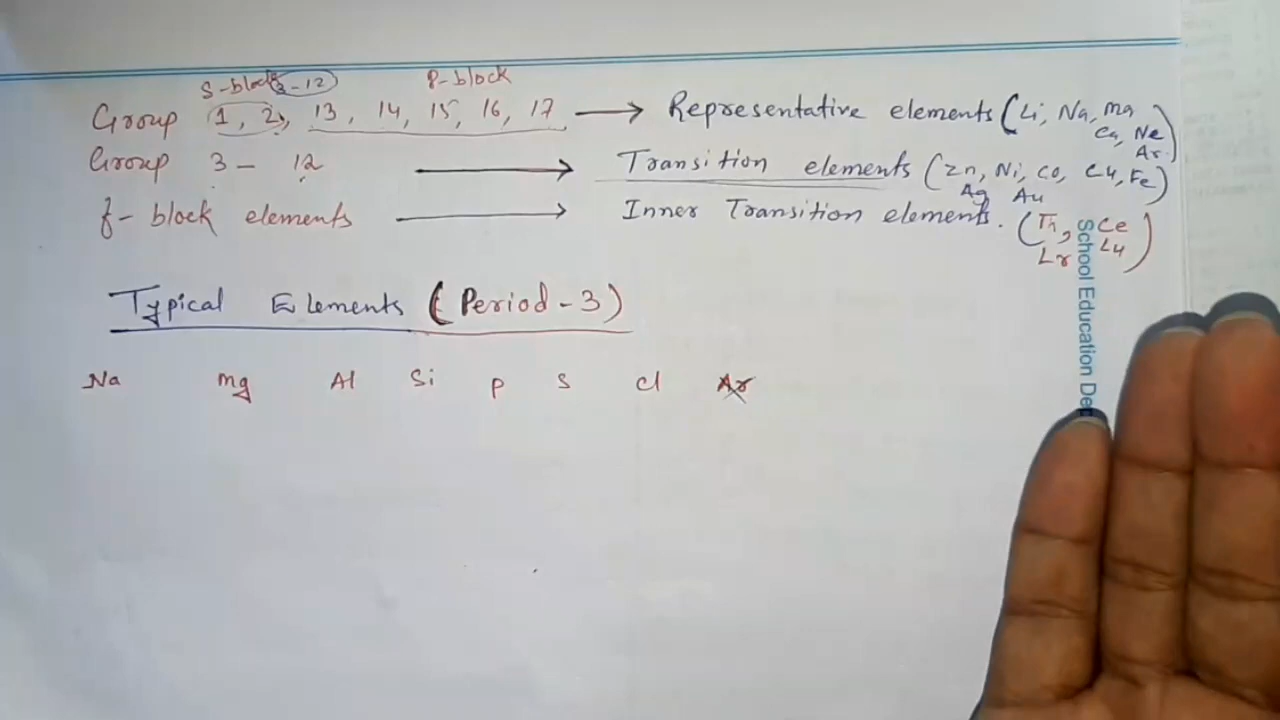 S-block 3-12 P-block
Group 1, 2, 13, 14, 15, 16, 17 → Representative elements (Li, Na, Mg
Ca, Ne
Ar)
Group 3 - 12 → Transition elements (Zn, Ni, Co, Cu, Fe)
Ag Au
f- block elements → Inner Transition elements. (Th, Ce
Lr Lu)
Typical Elements (Period - 3)
Na Mg Al Si P S Cl Ar
School Education De